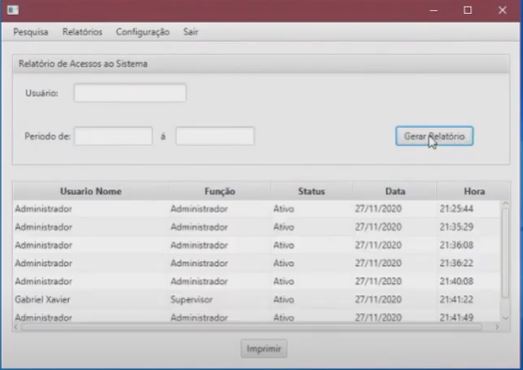 Pesquisa Relatórios Configuração Sair
Relatório de Acessos ao Sistema
Usuário:
Periodo de: á Gerar Relatório
Usuario Nome Função Status Data Hora
Administrador Administrador Ativo 27/11/2020 21:25:44
Administrador Administrador Ativo 27/11/2020 21:35:29
Administrador Administrador Ativo 27/11/2020 21:36:08
Administrador Administrador Ativo 27/11/2020 21:36:22
Administrador Administrador Ativo 27/11/2020 21:40:08
Gabriel Xavier Supervisor Ativo 27/11/2020 21:41:22
Administrador Administrador Ativo 27/11/2020 21:41:49
Imprimir